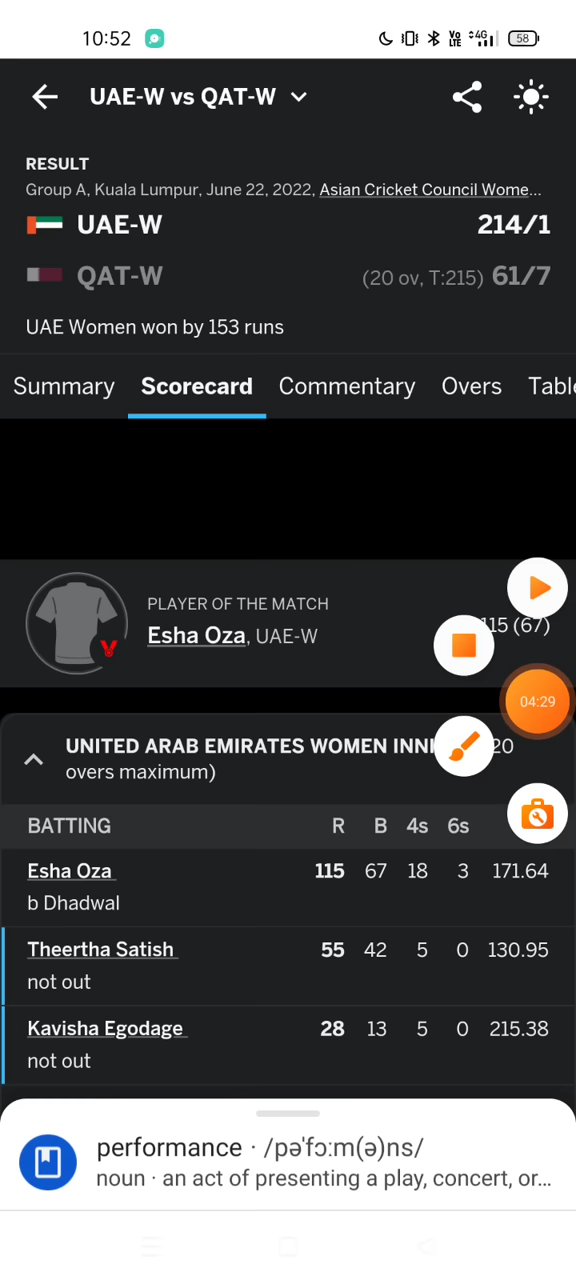 10:52
VoLTE 4G 58
UAE-W vs QAT-W
RESULT
Group A, Kuala Lumpur, June 22, 2022, Asian Cricket Council Wome...
UAE-W 214/1
QAT-W (20 ov, T:215) 61/7
UAE Women won by 153 runs
Summary Scorecard Commentary Overs Table
PLAYER OF THE MATCH
Esha Oza, UAE-W 115 (67)
04:29
UNITED ARAB EMIRATES WOMEN 20
overs maximum)
BATTING R B 4s 6s
Esha Oza 115 67 18 3 171.64
b Dhadwal
Theertha Satish 55 42 5 0 130.95
not out
Kavisha Egodage 28 13 5 0 215.38
not out
performance · /pəˈfɔːm(ə)ns/
noun · an act of presenting a play, concert, or...